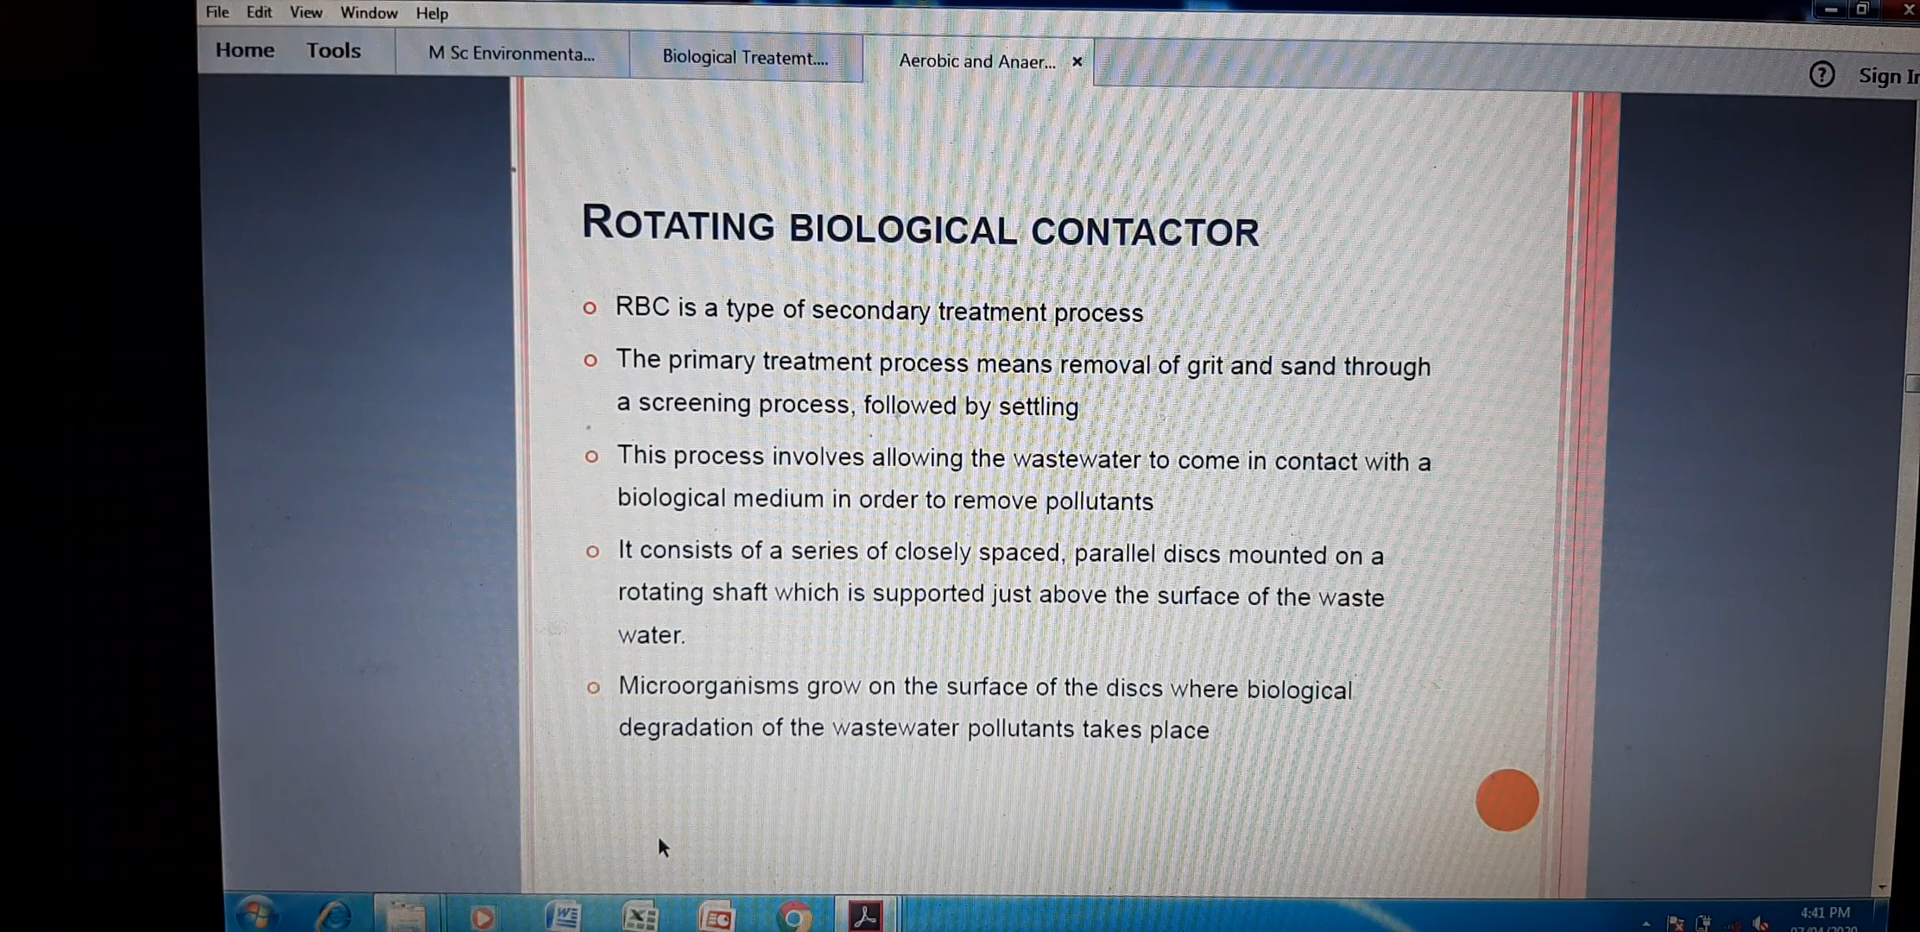 File Edit View Window Help
Home Tools M Sc Environmenta... Biological Treatemt.... Aerobic and Anaer... ×
? Sign In
ROTATING BIOLOGICAL CONTACTOR
RBC is a type of secondary treatment process
The primary treatment process means removal of grit and sand through
a screening process, followed by settling
This process involves allowing the wastewater to come in contact with a
biological medium in order to remove pollutants
It consists of a series of closely spaced, parallel discs mounted on a
rotating shaft which is supported just above the surface of the waste
water.
Microorganisms grow on the surface of the discs where biological
degradation of the wastewater pollutants takes place
4:41 PM